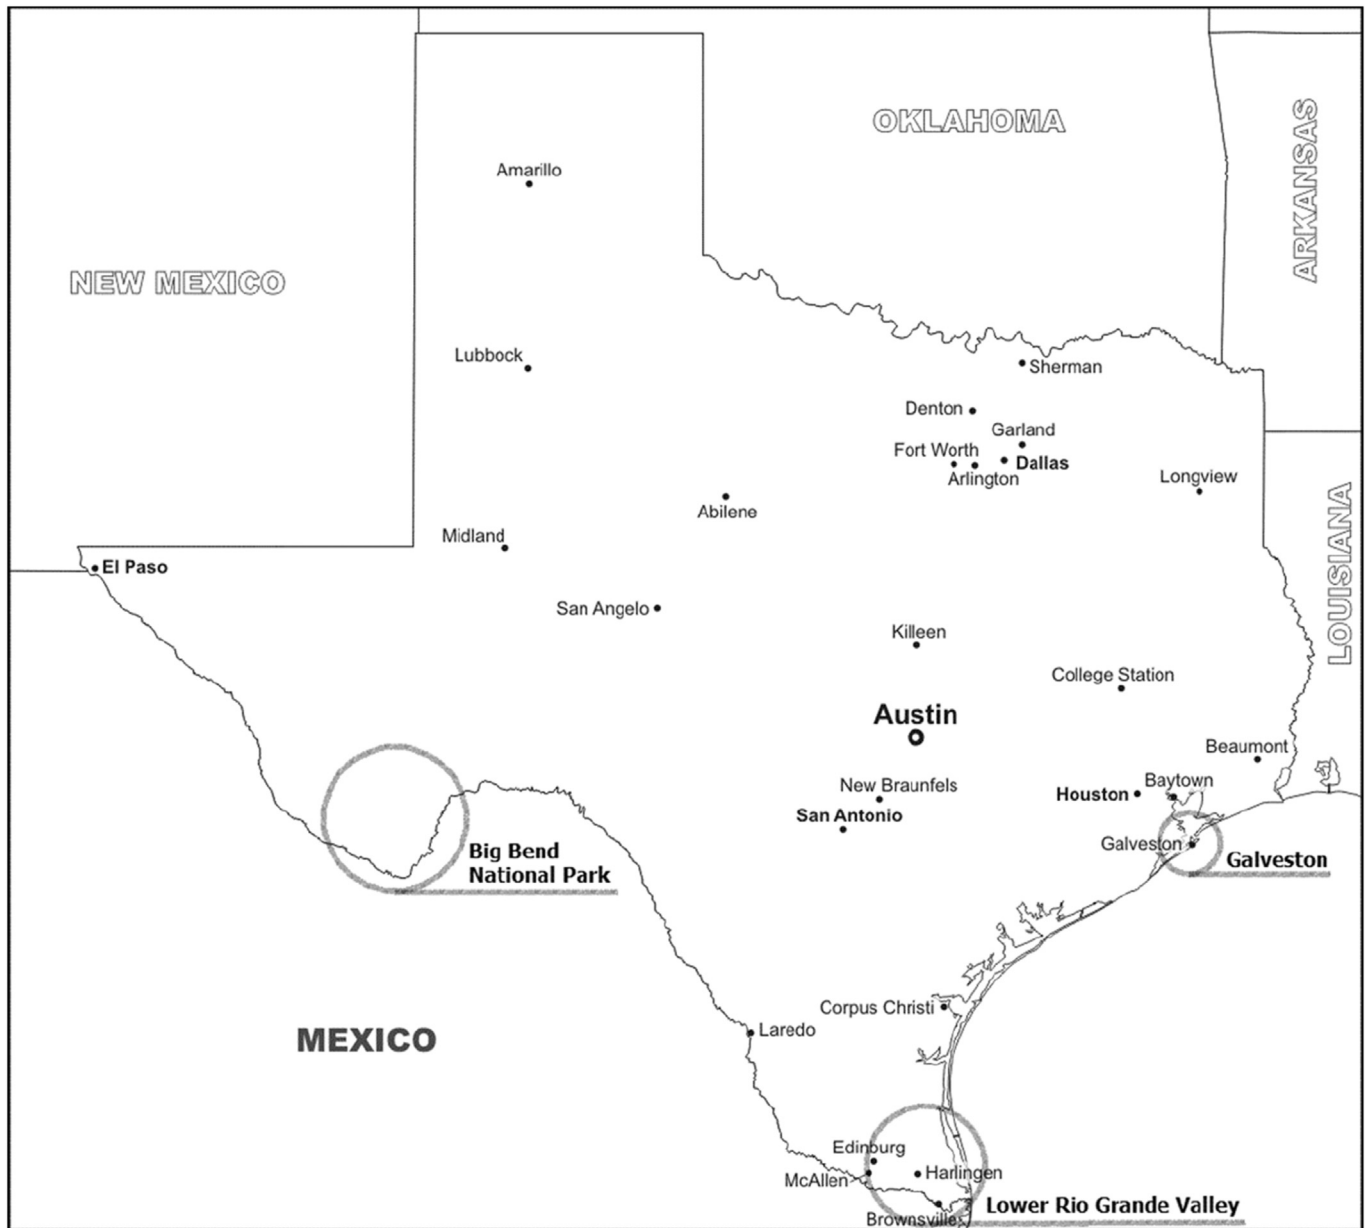 OKLAHOMA
ARKANSAS
Amarillo
NEW MEXICO
Lubbock
Sherman
Denton
Garland
Fort Worth
Dallas
Arlington
Longview
Abilene
LOUISIANA
Midland
El Paso
San Angelo
Killeen
College Station
Austin
Beaumont
New Braunfels
Baytown
Houston
San Antonio
Galveston
Big Bend
National Park
Galveston
Corpus Christi
Laredo
MEXICO
Edinburg
McAllen
Harlingen
Lower Rio Grande Valley
Brownsville